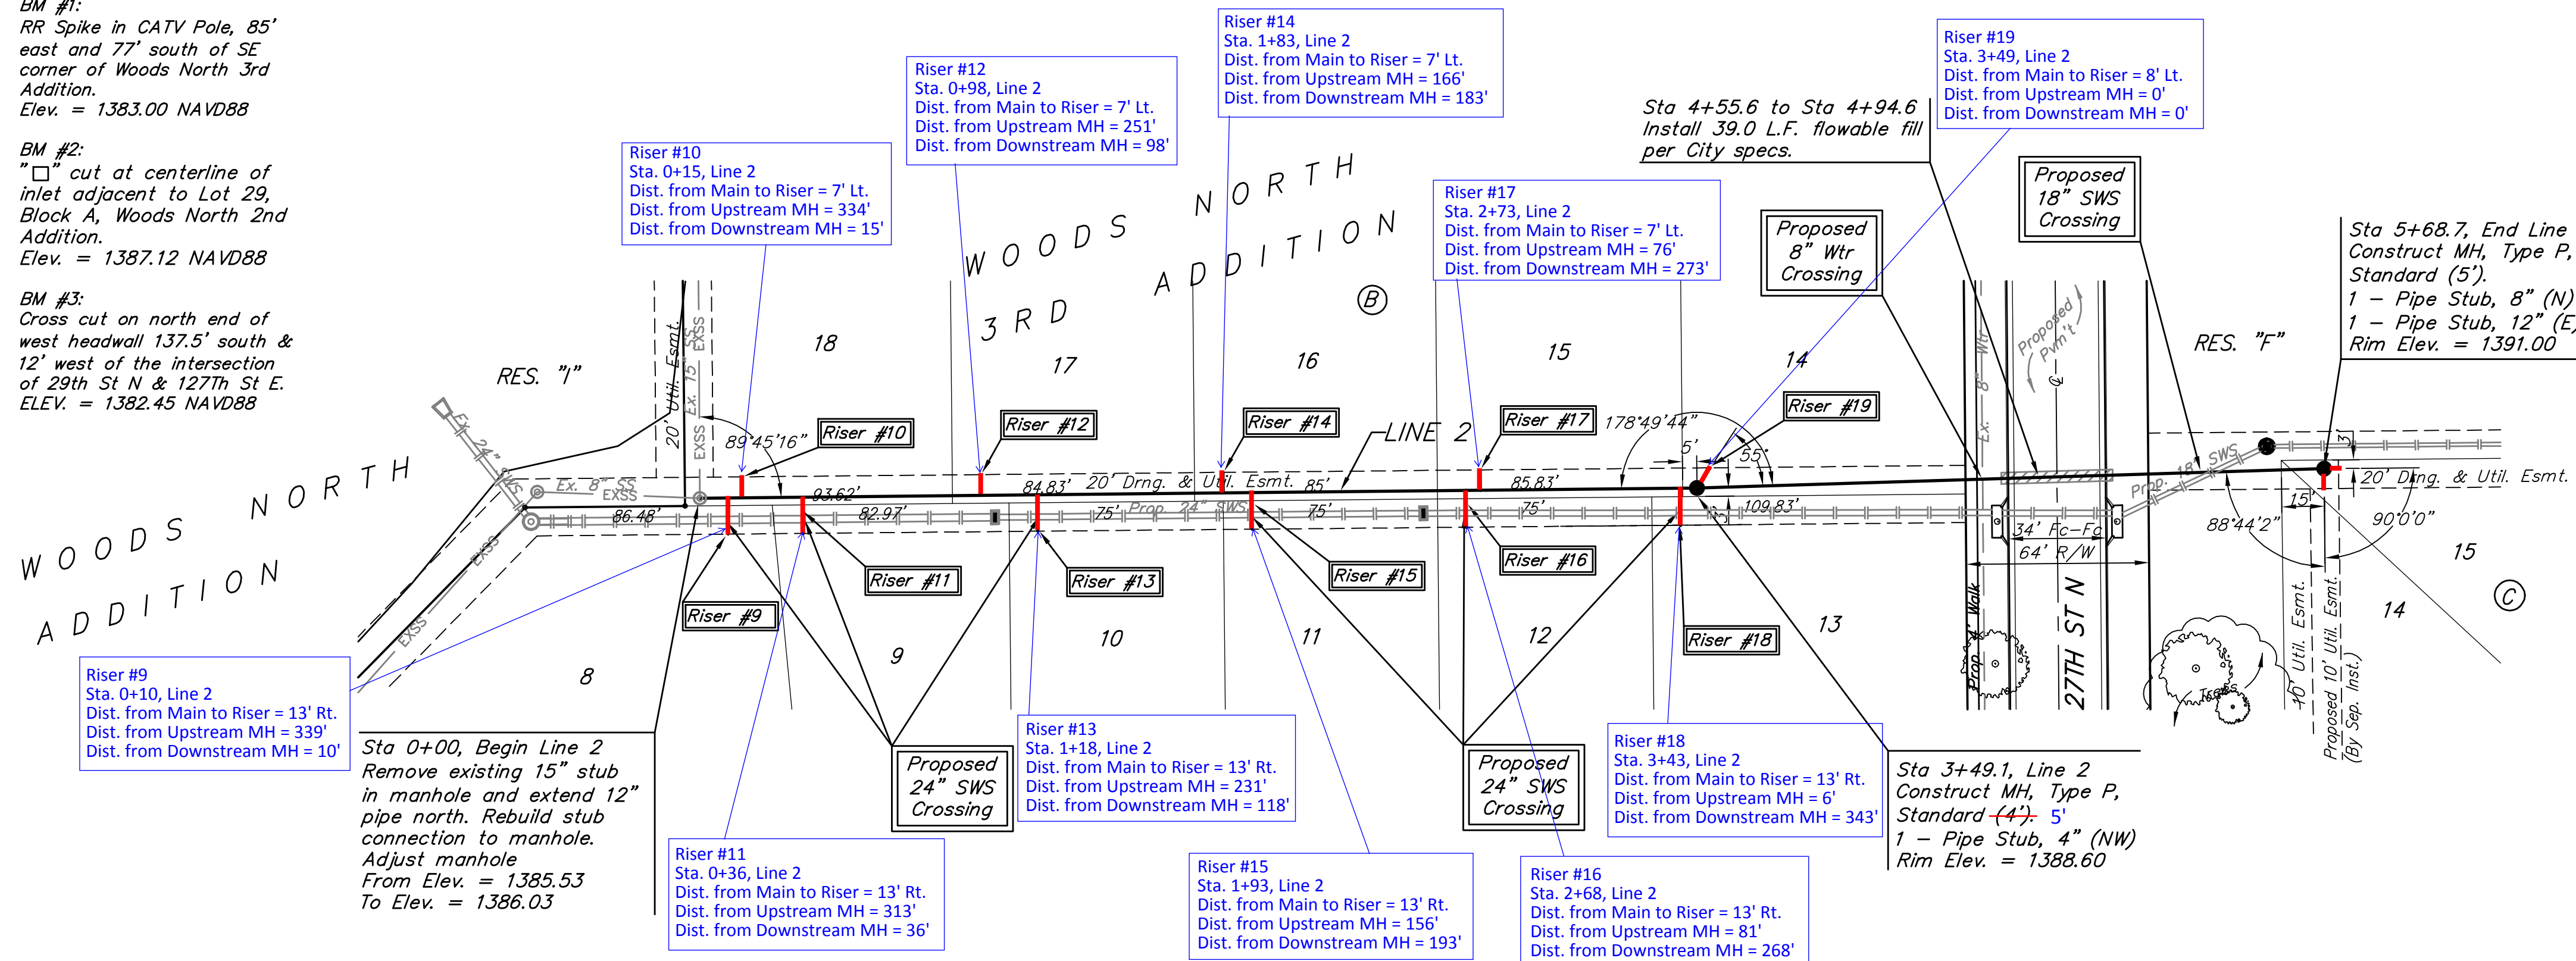 BM #1:
RR Spike in CATV Pole, 85'
east and 77' south of SE
corner of Woods North 3rd
Addition.
Elev. = 1383.00 NAVD88
BM #2:
"□" cut at centerline of
inlet adjacent to Lot 29,
Block A, Woods North 2nd
Addition.
Elev. = 1387.12 NAVD88
BM #3:
Cross cut on north end of
west headwall 137.5' south &
12' west of the intersection
of 29th St N & 127Th St E.
ELEV. = 1382.45 NAVD88
Riser #10
Sta. 0+15, Line 2
Dist. from Main to Riser = 7' Lt.
Dist. from Upstream MH = 334'
Dist. from Downstream MH = 15'
Riser #12
Sta. 0+98, Line 2
Dist. from Main to Riser = 7' Lt.
Dist. from Upstream MH = 251'
Dist. from Downstream MH = 98'
Riser #14
Sta. 1+83, Line 2
Dist. from Main to Riser = 7' Lt.
Dist. from Upstream MH = 166'
Dist. from Downstream MH = 183'
Riser #17
Sta. 2+73, Line 2
Dist. from Main to Riser = 7' Lt.
Dist. from Upstream MH = 76'
Dist. from Downstream MH = 273'
Riser #19
Sta. 3+49, Line 2
Dist. from Main to Riser = 8' Lt.
Dist. from Upstream MH = 0'
Dist. from Downstream MH = 0'
Sta 4+55.6 to Sta 4+94.6
Install 39.0 L.F. flowable fill
per City specs.
Proposed
8" Wtr
Crossing
Proposed
18" SWS
Crossing
Sta 5+68.7, End Line
Construct MH, Type P,
Standard (5').
1 - Pipe Stub, 8" (N)
1 - Pipe Stub, 12" (E)
Rim Elev. = 1391.00
WOODS NORTH
3RD ADDITION
B
RES. "I"
20' Util. Esmt.
Ex. 15" SS
EXSS
EXSS
18
17
16
15
14
RES. "F"
Ex. 8" Wtr
Proposed
Pvm't
℄
Riser #10
Riser #12
Riser #14
Riser #17
Riser #19
89°45'16"
LINE 2
178°49'44"
5'
55°
3'
Ex. 24" SWS
Ex. 8" SS
EXSS
EXSS
93.62'
84.83'
20' Drng. & Util. Esmt.
85'
85.83'
86.48'
82.97'
75'
Prop. 24" SWS
75'
75'
3'
109.83'
Prop. 18" SWS
20' Drng. & Util. Esmt.
15'
88°44'2"
90°0'0"
34' Fc-Fc
64' R/W
WOODS NORTH
ADDITION
Riser #9
Riser #11
Riser #13
Riser #15
Riser #16
Riser #18
8
9
10
11
12
13
15
14
C
Prop. 4' Walk
27TH ST N
Trees
10' Util. Esmt.
Proposed 10' Util. Esmt.
(By Sep. Inst.)
Riser #9
Sta. 0+10, Line 2
Dist. from Main to Riser = 13' Rt.
Dist. from Upstream MH = 339'
Dist. from Downstream MH = 10'
Sta 0+00, Begin Line 2
Remove existing 15" stub
in manhole and extend 12"
pipe north. Rebuild stub
connection to manhole.
Adjust manhole
From Elev. = 1385.53
To Elev. = 1386.03
Riser #11
Sta. 0+36, Line 2
Dist. from Main to Riser = 13' Rt.
Dist. from Upstream MH = 313'
Dist. from Downstream MH = 36'
Proposed
24" SWS
Crossing
Riser #13
Sta. 1+18, Line 2
Dist. from Main to Riser = 13' Rt.
Dist. from Upstream MH = 231'
Dist. from Downstream MH = 118'
Riser #15
Sta. 1+93, Line 2
Dist. from Main to Riser = 13' Rt.
Dist. from Upstream MH = 156'
Dist. from Downstream MH = 193'
Proposed
24" SWS
Crossing
Riser #16
Sta. 2+68, Line 2
Dist. from Main to Riser = 13' Rt.
Dist. from Upstream MH = 81'
Dist. from Downstream MH = 268'
Riser #18
Sta. 3+43, Line 2
Dist. from Main to Riser = 13' Rt.
Dist. from Upstream MH = 6'
Dist. from Downstream MH = 343'
Sta 3+49.1, Line 2
Construct MH, Type P,
Standard (4'). 5'
1 - Pipe Stub, 4" (NW)
Rim Elev. = 1388.60